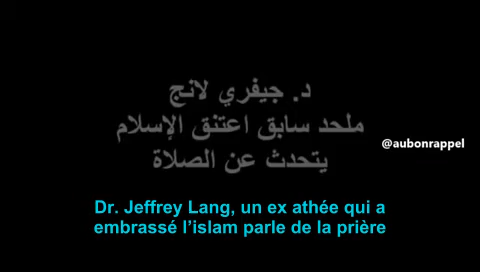 د. جيفري لانج
ملحد سابق اعتنق الإسلام
يتحدث عن الصلاة
@aubonrappel
Dr. Jeffrey Lang, un ex athée qui a
embrassé l’islam parle de la prière